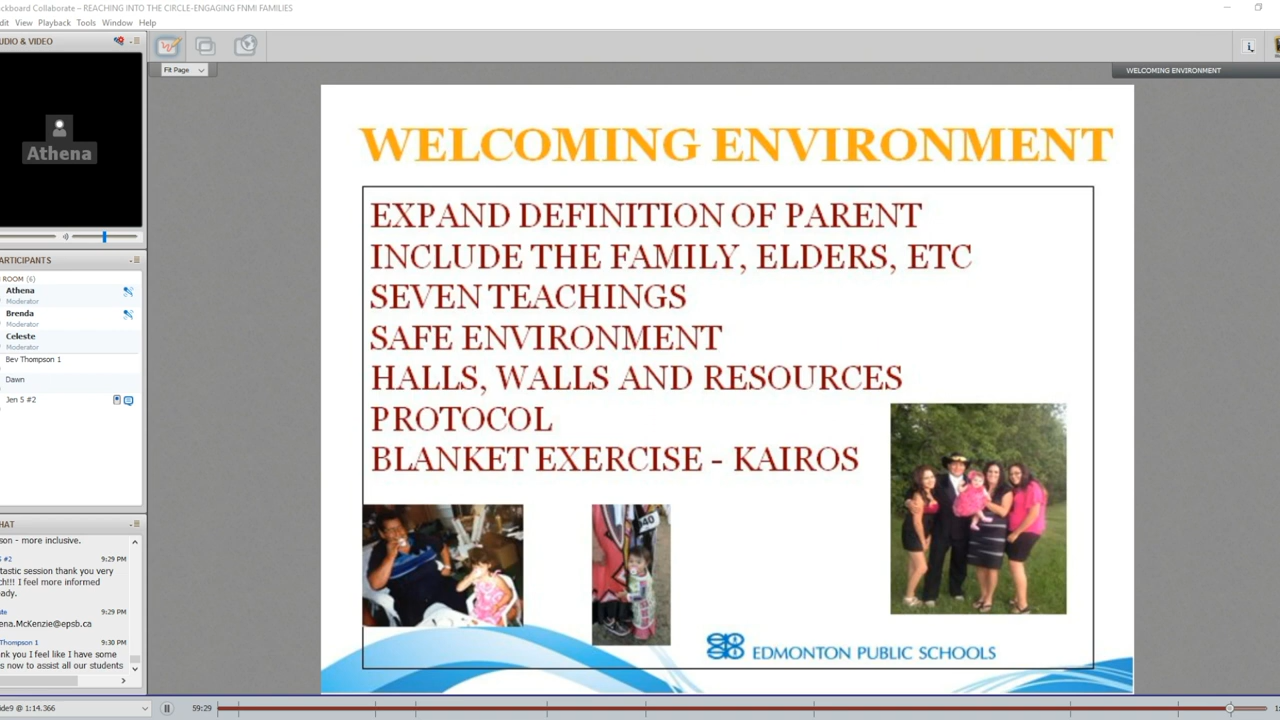 ckboard Collaborate – REACHING INTO THE CIRCLE-ENGAGING FNMI FAMILIES
dit View Playback Tools Window Help
UDIO & VIDEO
Fit Page
WELCOMING ENVIRONMENT
Athena
ARTICIPANTS
ROOM (6)
Athena
Moderator
Brenda
Moderator
Celeste
Moderator
Bev Thompson 1
Dawn
Jen S #2
HAT
son - more inclusive.
#2 9:29 PM
tastic session thank you very
ch!!! I feel more informed
ady.
9:29 PM
ena.McKenzie@epsb.ca
Thompson 1 9:30 PM
nk you I feel like I have some
s now to assist all our students
WELCOMING ENVIRONMENT
EXPAND DEFINITION OF PARENT
INCLUDE THE FAMILY, ELDERS, ETC
SEVEN TEACHINGS
SAFE ENVIRONMENT
HALLS, WALLS AND RESOURCES
PROTOCOL
BLANKET EXERCISE - KAIROS
40
EDMONTON PUBLIC SCHOOLS
ide9 @ 1:14.366
59:29